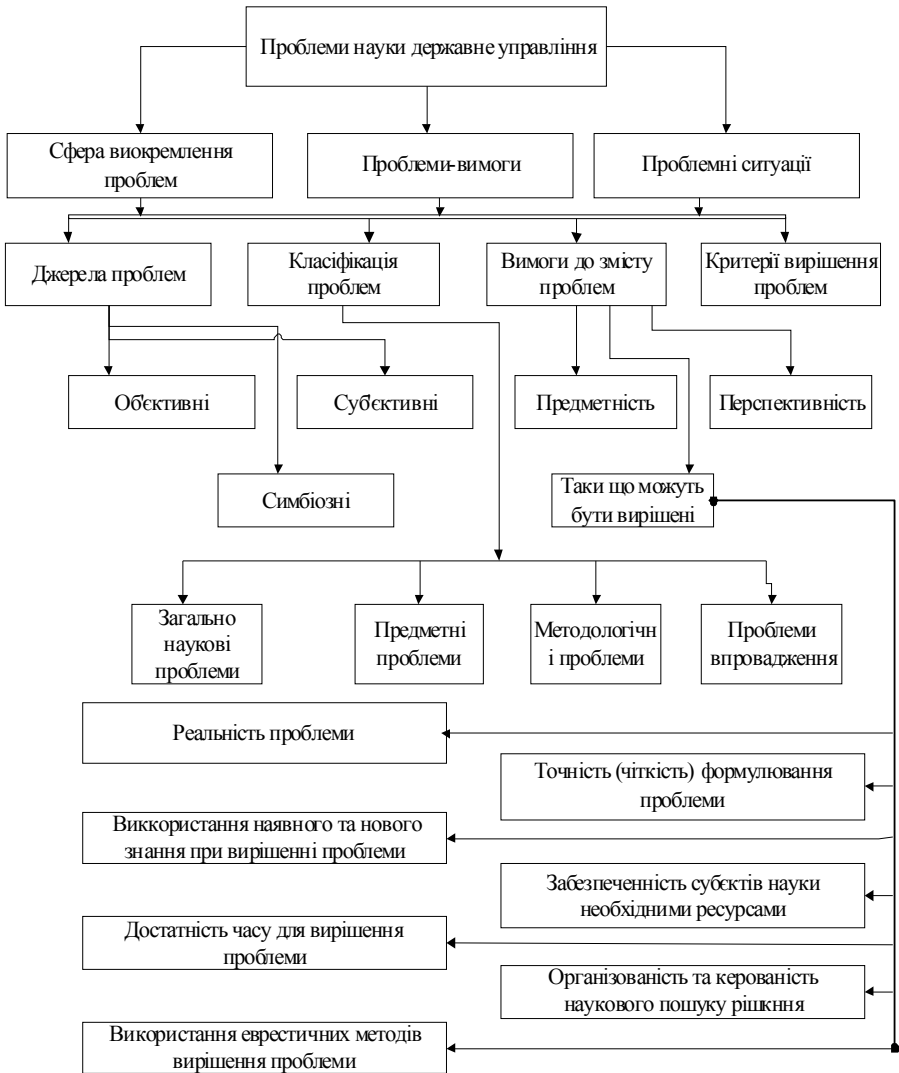 Проблеми науки державне управління
Сфера виокремлення
проблем
Проблеми-вимоги
Проблемні ситуації
Джерела проблем
Класіфікація
проблем
Вимоги до змісту
проблем
Критерії вирішення
проблем
Об'єктивні
Суб'єктивні
Предметність
Перспективність
Симбіозні
Таки що можуть
бути вирішені
Загально
наукові
проблеми
Предметні
проблеми
Методологічн
і проблеми
Проблеми
впровадження
Реальність проблеми
Точність (чіткість) формулювання
проблеми
Виккористання наявного та нового
знання при вирішенні проблеми
Забезпеченність субєктів науки
необхідними ресурсами
Достатність часу для вирішення
проблеми
Організованість та керованість
наукового пошуку рішкння
Використання еврестичних методів
вирішення проблеми